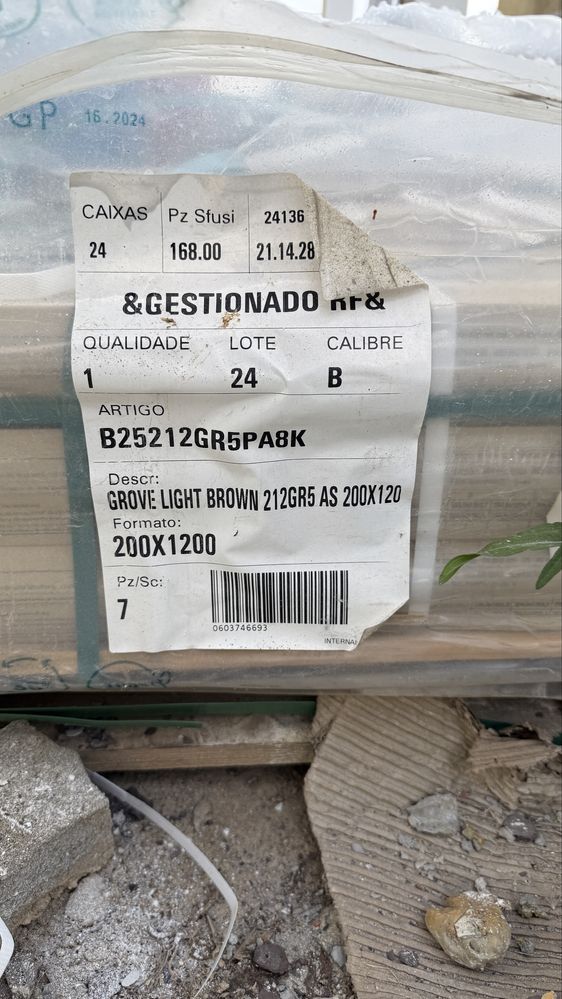 GP 16.2024
CAIXAS Pz Sfusi 24136
24 168.00 21.14.28
&GESTIONADO RF&
QUALIDADE LOTE CALIBRE
1 24 B
ARTIGO
B25212GR5PA8K
Descr:
GROVE LIGHT BROWN 212GR5 AS 200X120
Formato:
200X1200
Pz/Sc:
7
0603746693
INTERNA